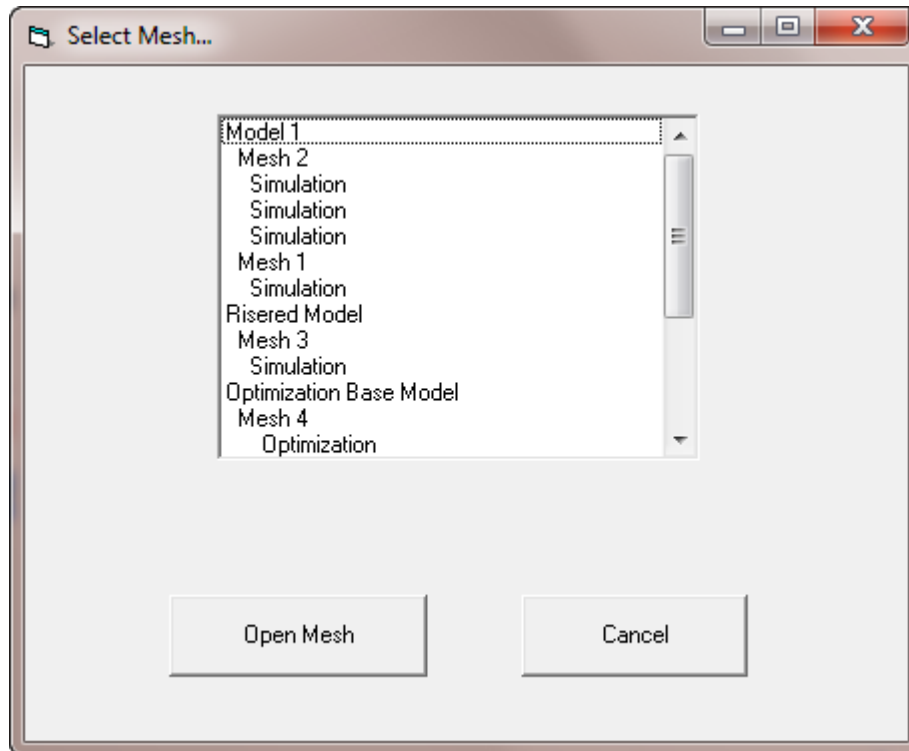 Select Mesh...
Model 1
Mesh 2
Simulation
Simulation
Simulation
Mesh 1
Simulation
Risered Model
Mesh 3
Simulation
Optimization Base Model
Mesh 4
Optimization
Open Mesh
Cancel